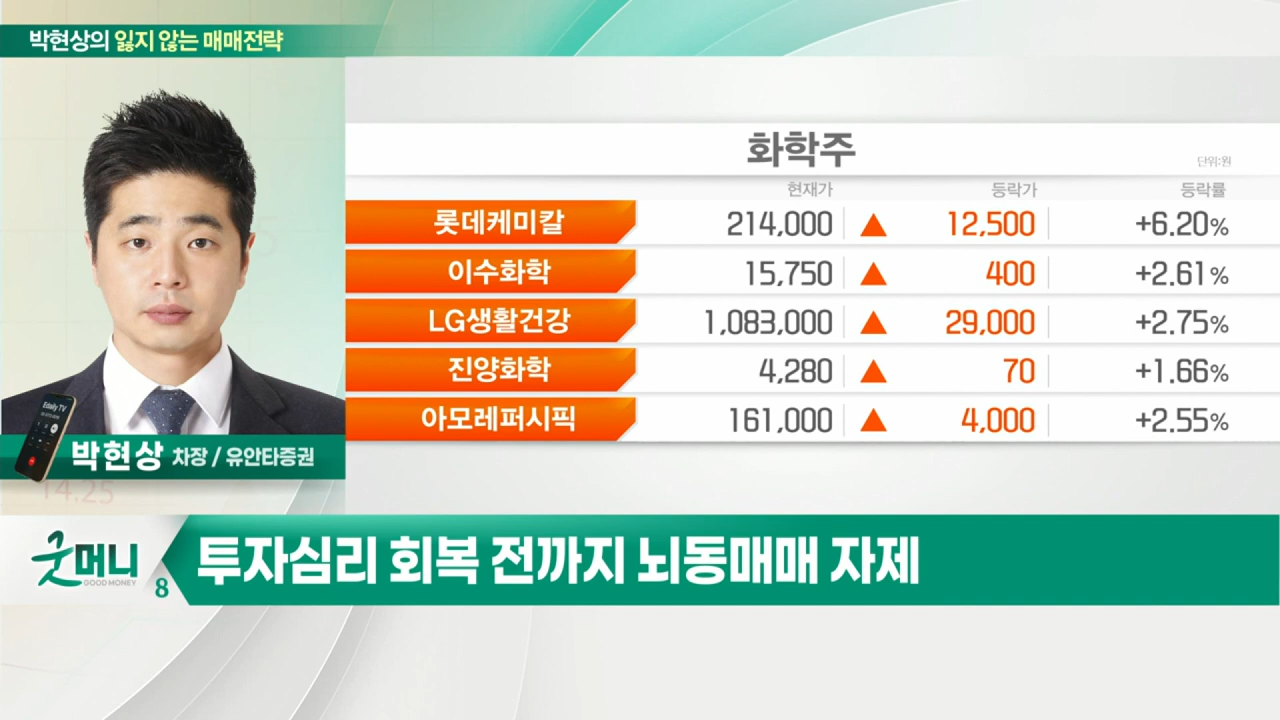 박현상의 잃지 않는 매매전략
화학주
단위:원
현재가 등락가 등락률
롯데케미칼 214,000 ▲ 12,500 +6.20%
이수화학 15,750 ▲ 400 +2.61%
LG생활건강 1,083,000 ▲ 29,000 +2.75%
진양화학 4,280 ▲ 70 +1.66%
아모레퍼시픽 161,000 ▲ 4,000 +2.55%
Edaily TV
박현상 차장 / 유안타증권
14.25
굿머니
GOOD MONEY
8
투자심리 회복 전까지 뇌동매매 자제